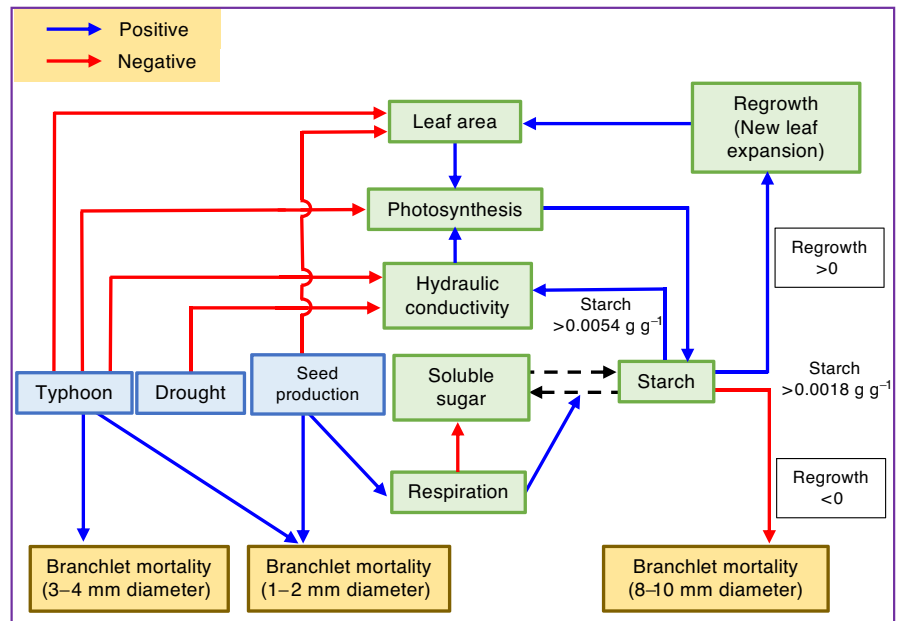 Positive
Negative
Leaf area
Regrowth
(New leaf
expansion)
Photosynthesis
Regrowth
>0
Hydraulic
conductivity
Starch
>0.0054 g g⁻¹
Typhoon
Drought
Seed
production
Soluble
sugar
Starch
Starch
>0.0018 g g⁻¹
Respiration
Regrowth
<0
Branchlet mortality
(3–4 mm diameter)
Branchlet mortality
(1–2 mm diameter)
Branchlet mortality
(8–10 mm diameter)